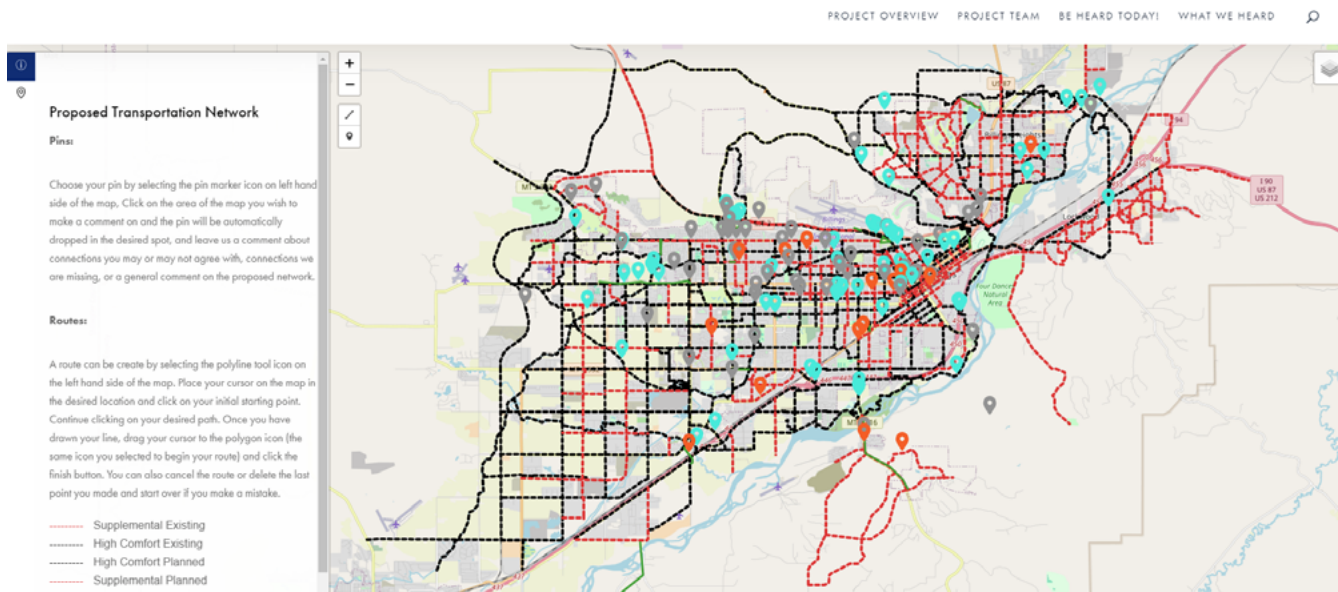 PROJECT OVERVIEW PROJECT TEAM BE HEARD TODAY! WHAT WE HEARD
Proposed Transportation Network
Pins:
Choose your pin by selecting the pin marker icon on left hand
side of the map, Click on the area of the map you wish to
make a comment on and the pin will be automatically
dropped in the desired spot, and leave us a comment about
connections you may or may not agree with, connections we
are missing, or a general comment on the proposed network.
Routes:
A route can be create by selecting the polyline tool icon on
the left hand side of the map. Place your cursor on the map in
the desired location and click on your initial starting point.
Continue clicking on your desired path. Once you have
drawn your line, drag your cursor to the polygon icon (the
same icon you selected to begin your route) and click the
finish button. You can also cancel the route or delete the last
point you made and start over if you make a mistake.
Supplemental Existing
High Comfort Existing
High Comfort Planned
Supplemental Planned
+
−
US 87
94
I 90
US 87
US 212
Billings
Four Dances
Natural
Area